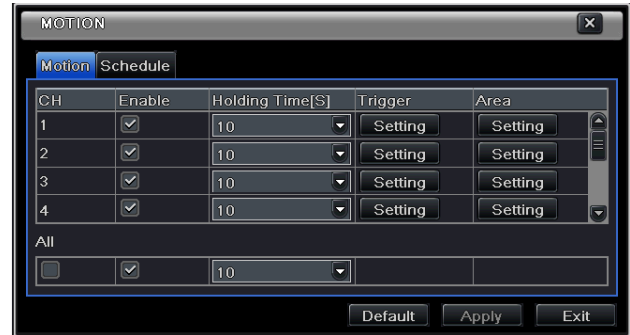 MOTION
Motion Schedule
CH Enable Holding Time[S] Trigger Area
1 10 Setting Setting
2 10 Setting Setting
3 10 Setting Setting
4 10 Setting Setting
All
10
Default Apply Exit